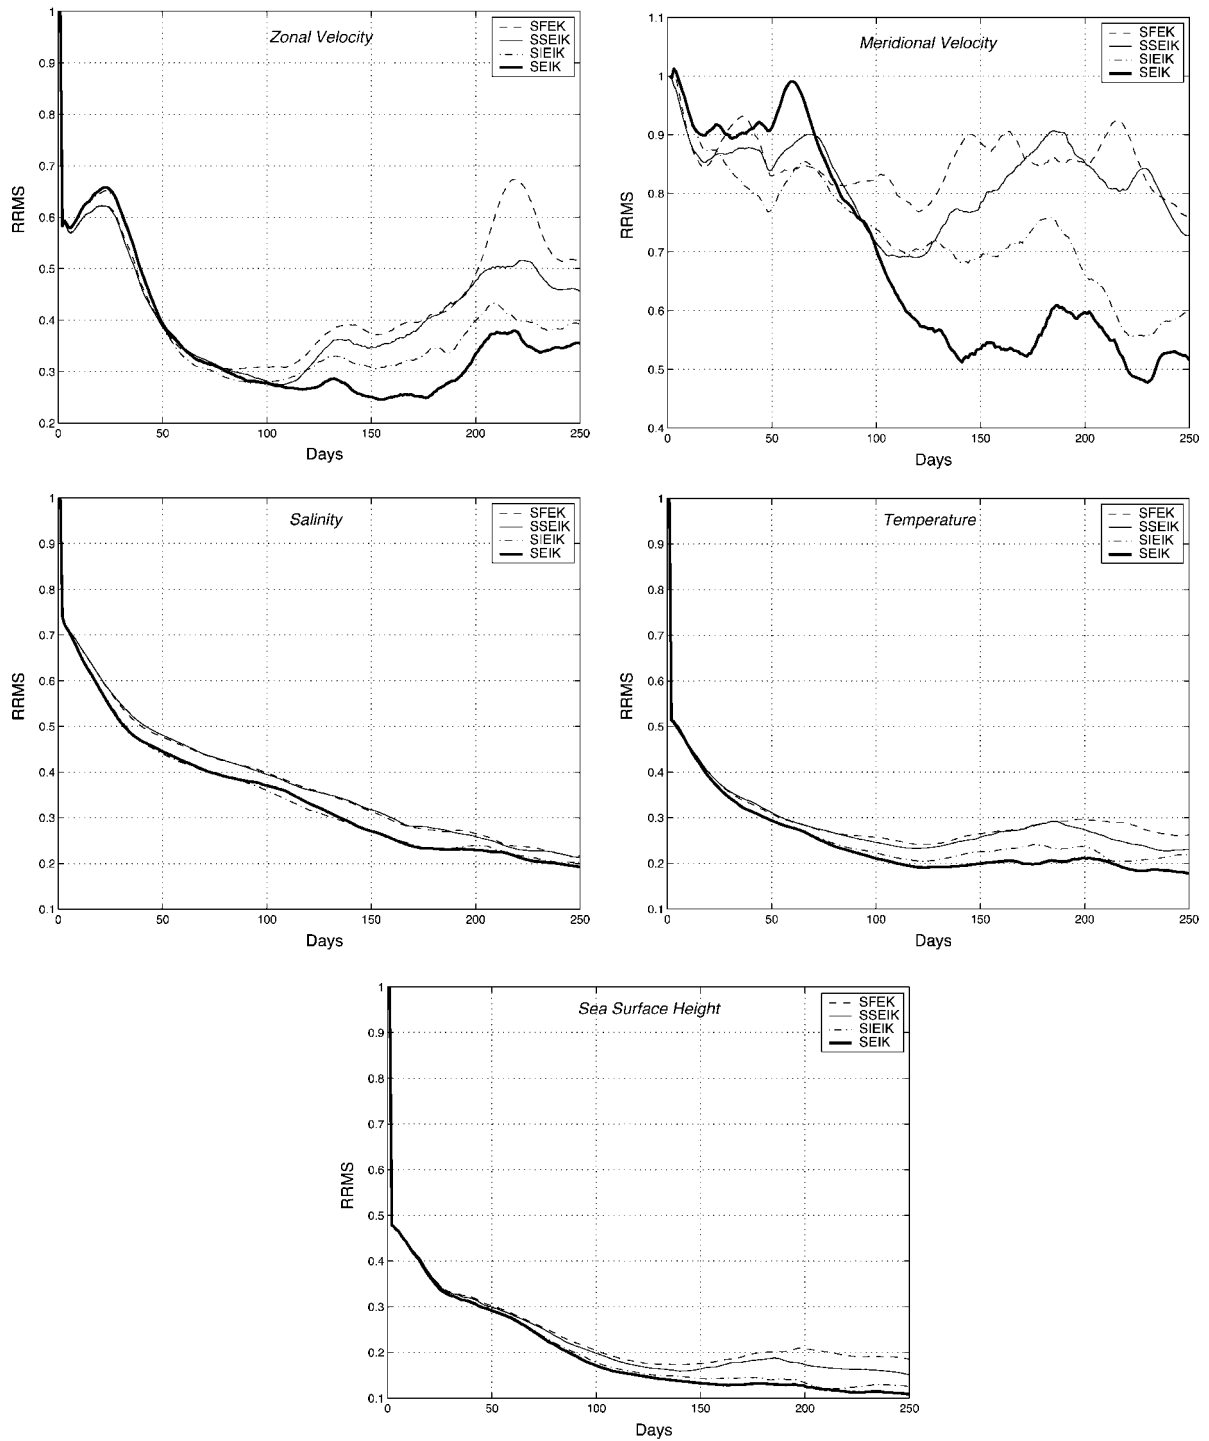 Zonal Velocity
SFEK
SSEIK
SIEIK
SEIK
1
0.9
0.8
0.7
0.6
0.5
0.4
0.3
0.2
RRMS
0 50 100 150 200 250
Days
Meridional Velocity
SFEK
SSEIK
SIEIK
SEIK
1.1
1
0.9
0.8
0.7
0.6
0.5
0.4
RRMS
0 50 100 150 200 250
Days
Salinity
SFEK
SSEIK
SIEIK
SEIK
1
0.9
0.8
0.7
0.6
0.5
0.4
0.3
0.2
0.1
RRMS
0 50 100 150 200 250
Days
Temperature
SFEK
SSEIK
SIEIK
SEIK
1
0.9
0.8
0.7
0.6
0.5
0.4
0.3
0.2
0.1
RRMS
0 50 100 150 200 250
Days
Sea Surface Height
SFEK
SSEIK
SIEIK
SEIK
1
0.9
0.8
0.7
0.6
0.5
0.4
0.3
0.2
0.1
RRMS
0 50 100 150 200 250
Days